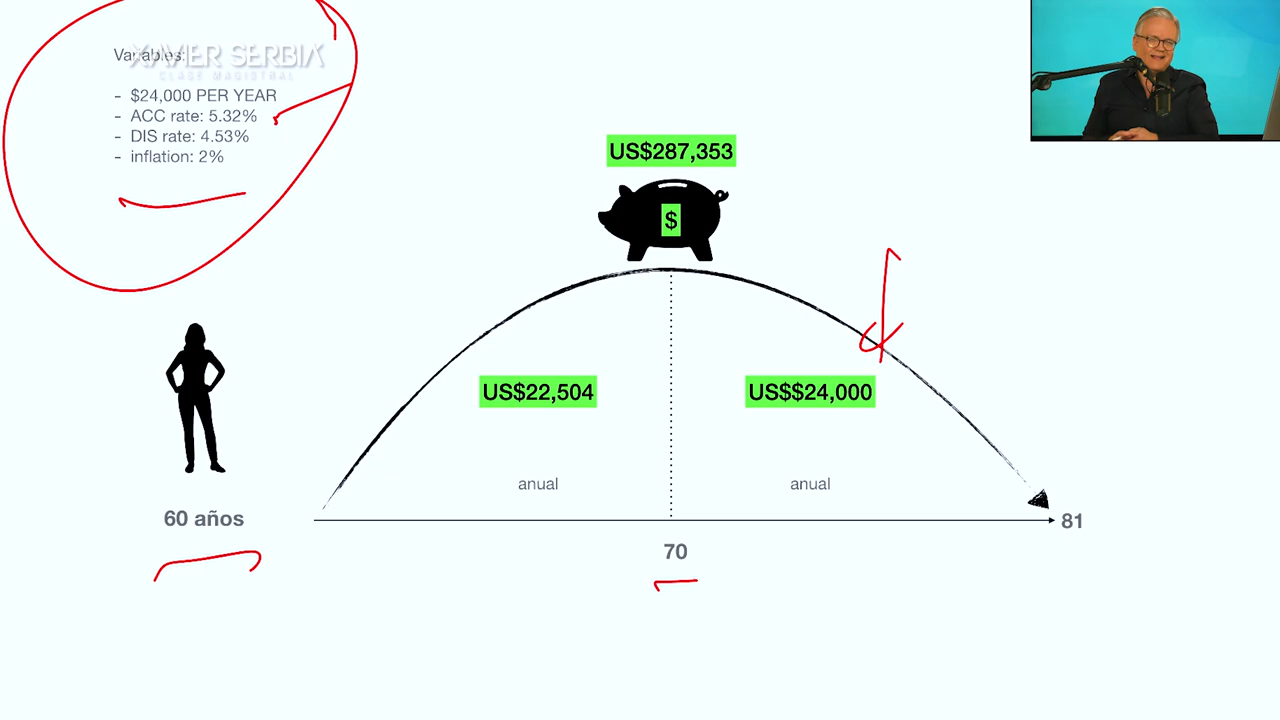 Variables:
XAVIER SERBIÁ
CLASE MAGISTRAL
- $24,000 PER YEAR
- ACC rate: 5.32%
- DIS rate: 4.53%
- inflation: 2%
US$287,353
$
US$22,504
US$$24,000
anual
anual
60 años
81
70